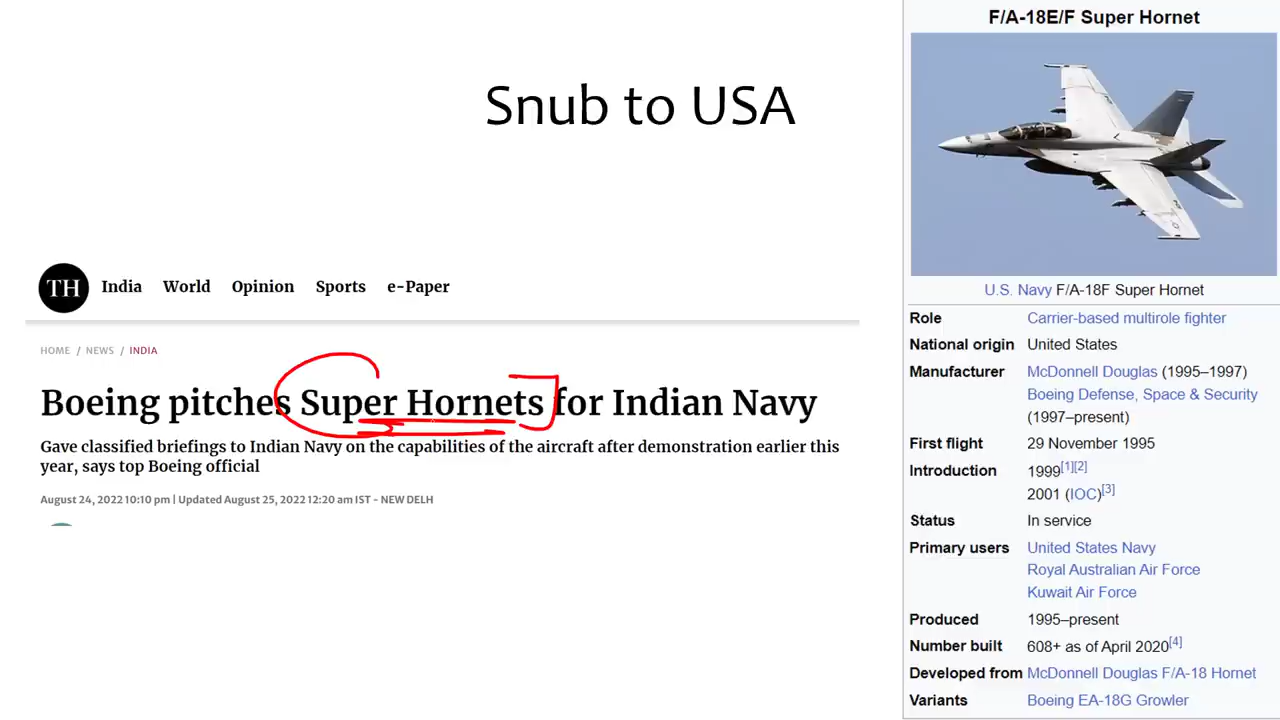 Snub to USA
TH India World Opinion Sports e-Paper
HOME / NEWS / INDIA
Boeing pitches Super Hornets for Indian Navy
Gave classified briefings to Indian Navy on the capabilities of the aircraft after demonstration earlier this
year, says top Boeing official
August 24, 2022 10:10 pm | Updated August 25, 2022 12:20 am IST - NEW DELH
F/A-18E/F Super Hornet
U.S. Navy F/A-18F Super Hornet
Role Carrier-based multirole fighter
National origin United States
Manufacturer McDonnell Douglas (1995–1997)
Boeing Defense, Space & Security
(1997–present)
First flight 29 November 1995
Introduction 1999[1][2]
2001 (IOC)[3]
Status In service
Primary users United States Navy
Royal Australian Air Force
Kuwait Air Force
Produced 1995–present
Number built 608+ as of April 2020[4]
Developed from McDonnell Douglas F/A-18 Hornet
Variants Boeing EA-18G Growler